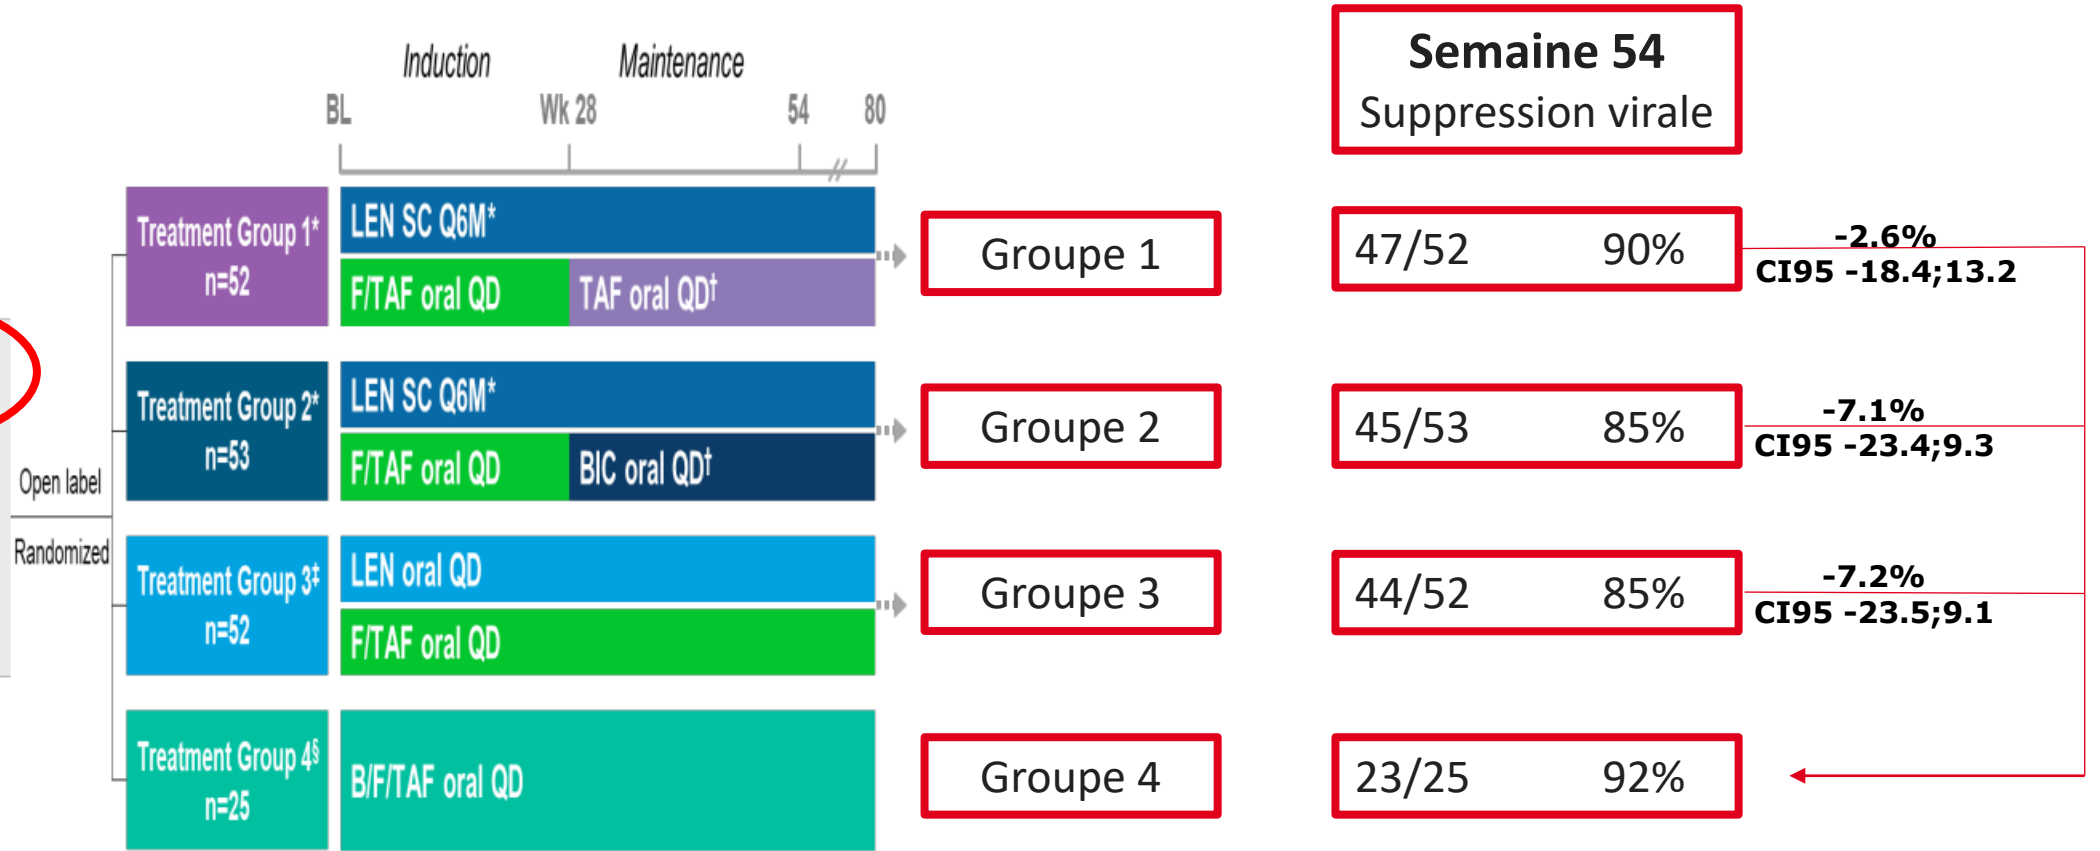 Induction Maintenance
BL Wk 28 54 80
Semaine 54
Suppression virale
Open label
Randomized
Treatment Group 1*
n=52
LEN SC Q6M*
F/TAF oral QD TAF oral QD†
Groupe 1
47/52 90%
-2.6%
CI95 -18.4;13.2
Treatment Group 2*
n=53
LEN SC Q6M*
F/TAF oral QD BIC oral QD†
Groupe 2
45/53 85%
-7.1%
CI95 -23.4;9.3
Treatment Group 3‡
n=52
LEN oral QD
F/TAF oral QD
Groupe 3
44/52 85%
-7.2%
CI95 -23.5;9.1
Treatment Group 4§
n=25
B/F/TAF oral QD
Groupe 4
23/25 92%